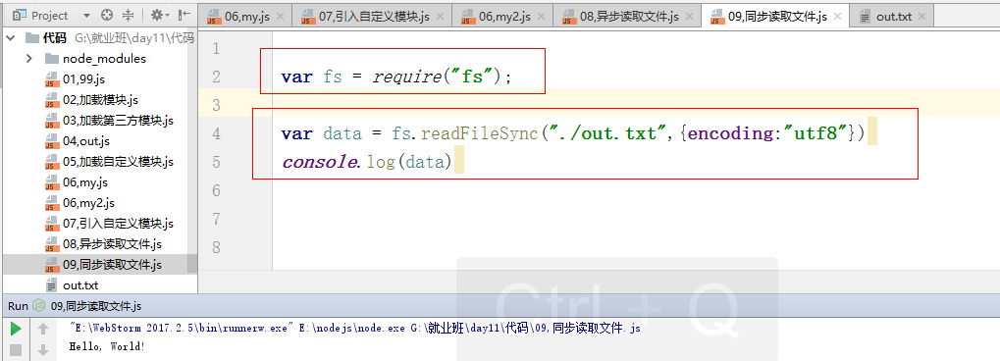 Project
06,my.js
07,引入自定义模块.js
06,my2.js
08,异步读取文件.js
09,同步读取文件.js
out.txt
代码 G:\就业班\day11\代码
node_modules
01,99.js
02,加载模块.js
03,加载第三方模块.js
04,out.js
05,加载自定义模块.js
06,my.js
06,my2.js
07,引入自定义模块.js
08,异步读取文件.js
09,同步读取文件.js
out.txt
1
2 var fs = require("fs");
3
4 var data = fs.readFileSync("./out.txt",{encoding:"utf8"})
5 console.log(data)
6
7
8
Ctrl + Q
Run 09,同步读取文件.js
"E:\WebStorm 2017.2.5\bin\runnerw.exe" E:\nodejs\node.exe G:\就业班\day11\代码\09,同步读取文件.js
Hello, World!